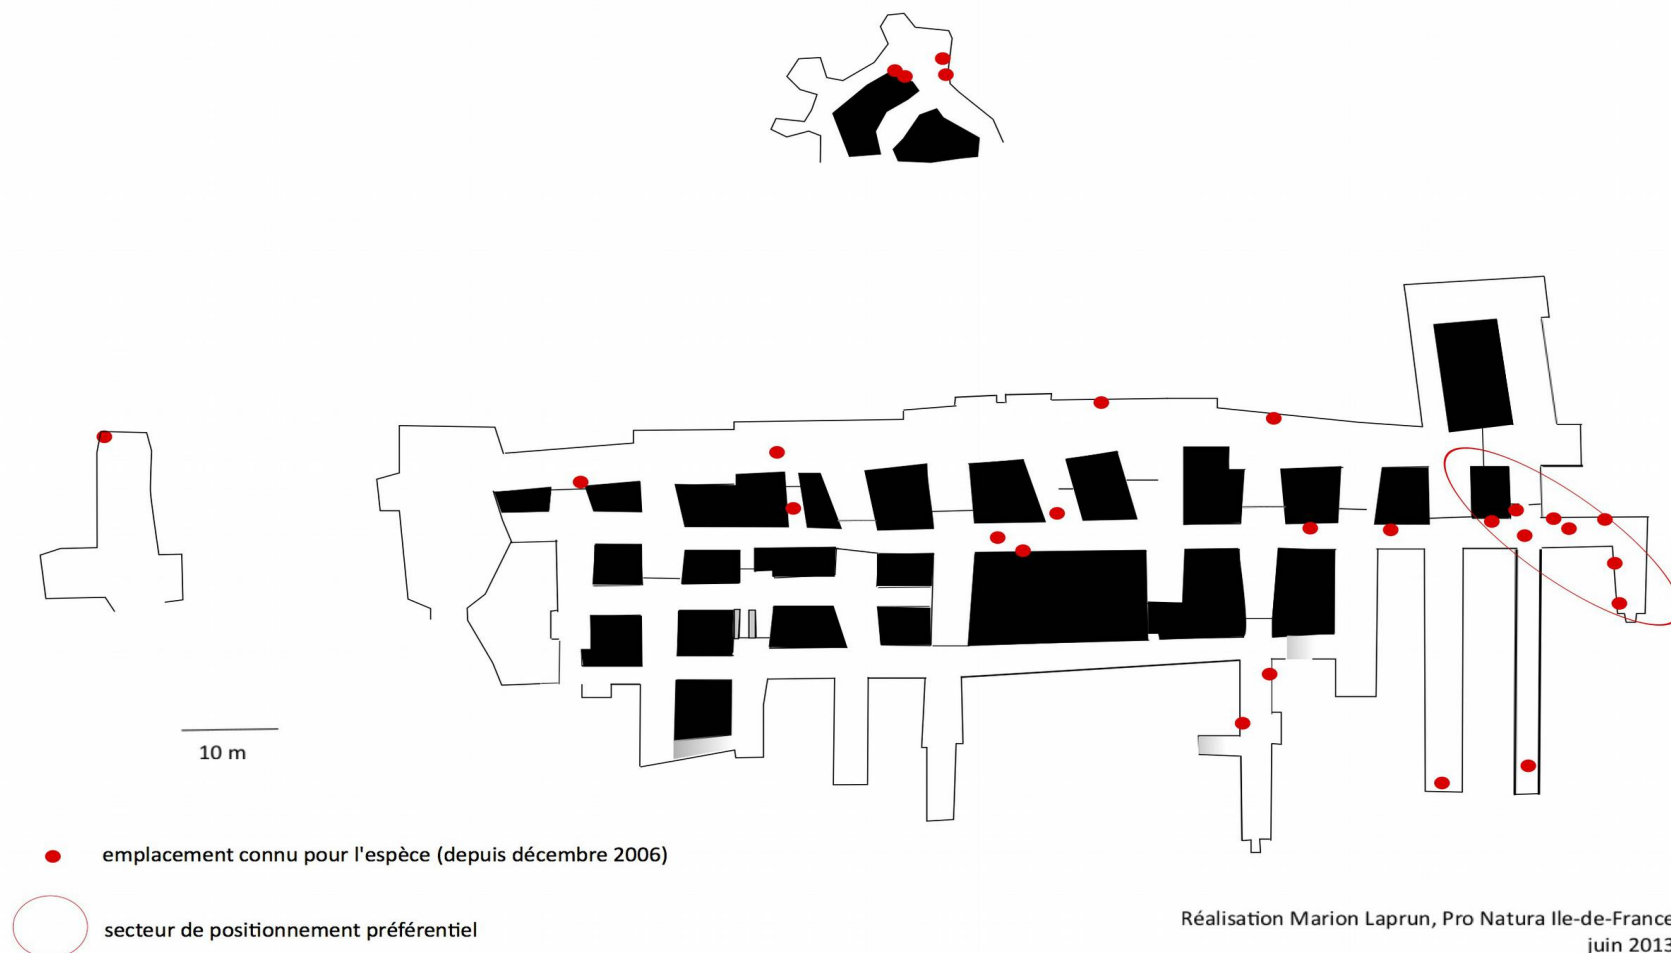 10 m
emplacement connu pour l'espèce (depuis décembre 2006)
secteur de positionnement préférentiel
Réalisation Marion Laprun, Pro Natura Ile-de-France
juin 2013